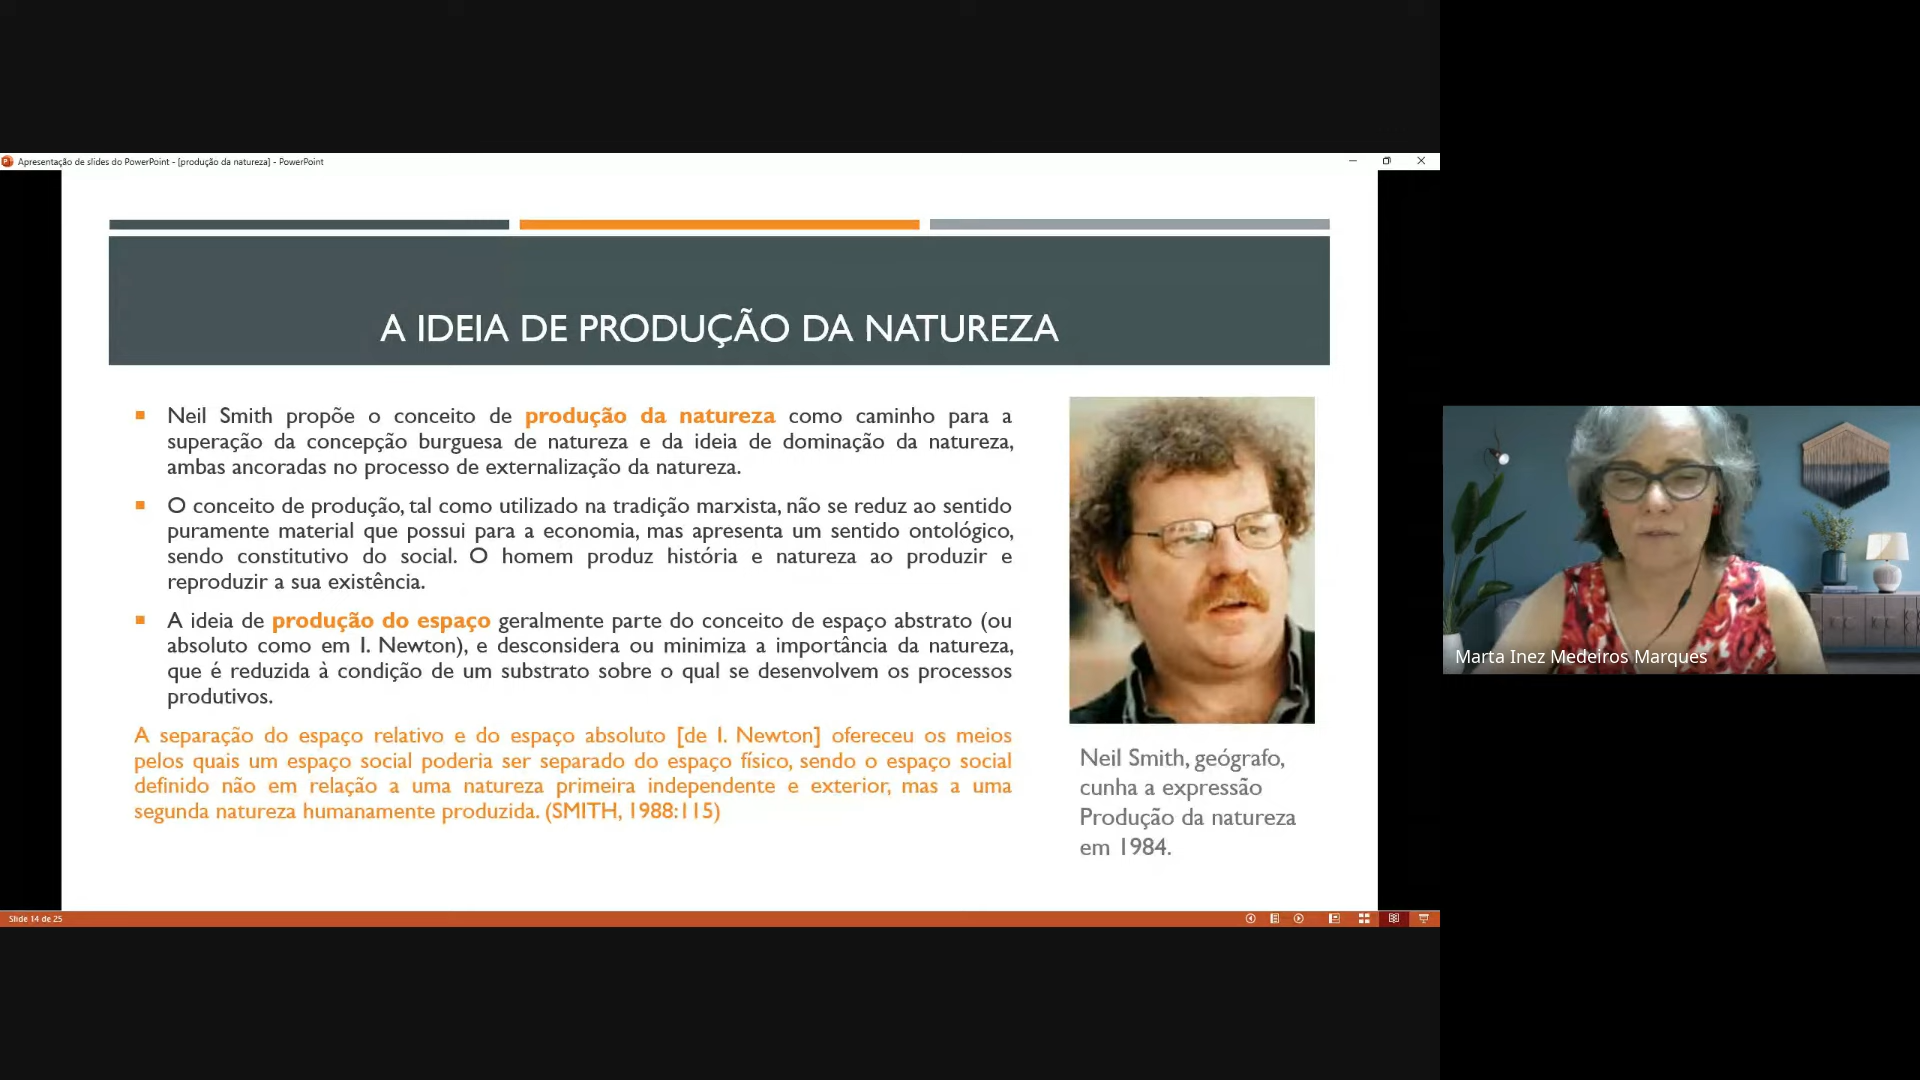 Apresentação de slides do PowerPoint - [produção da natureza] - PowerPoint
A IDEIA DE PRODUÇÃO DA NATUREZA
Neil Smith propõe o conceito de produção da natureza como caminho para a
superação da concepção burguesa de natureza e da ideia de dominação da natureza,
ambas ancoradas no processo de externalização da natureza.
O conceito de produção, tal como utilizado na tradição marxista, não se reduz ao sentido
puramente material que possui para a economia, mas apresenta um sentido ontológico,
sendo constitutivo do social. O homem produz história e natureza ao produzir e
reproduzir a sua existência.
A ideia de produção do espaço geralmente parte do conceito de espaço abstrato (ou
absoluto como em I. Newton), e desconsidera ou minimiza a importância da natureza,
que é reduzida à condição de um substrato sobre o qual se desenvolvem os processos
produtivos.
A separação do espaço relativo e do espaço absoluto [de I. Newton] ofereceu os meios
pelos quais um espaço social poderia ser separado do espaço físico, sendo o espaço social
definido não em relação a uma natureza primeira independente e exterior, mas a uma
segunda natureza humanamente produzida. (SMITH, 1988:115)
Neil Smith, geógrafo,
cunha a expressão
Produção da natureza
em 1984.
Marta Inez Medeiros Marques
Slide 14 de 25